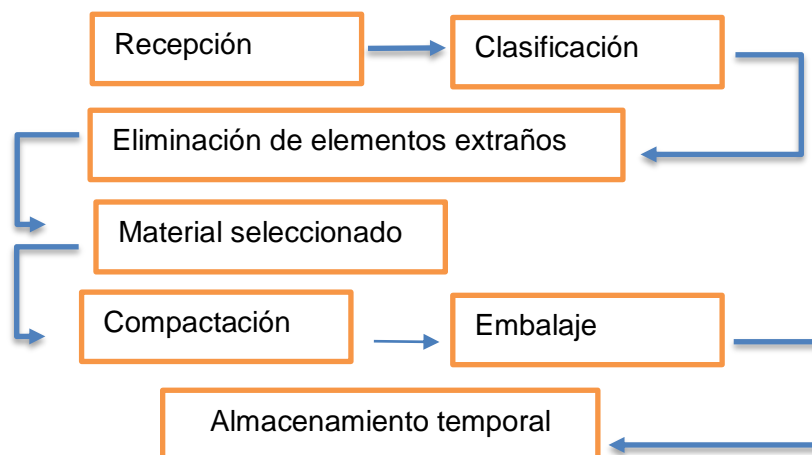 Recepción
Clasificación
Eliminación de elementos extraños
Material seleccionado
Compactación
Embalaje
Almacenamiento temporal